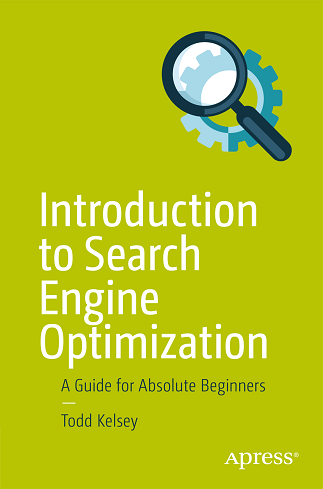 Introduction
to Search
Engine
Optimization
A Guide for Absolute Beginners
Todd Kelsey
Apress®